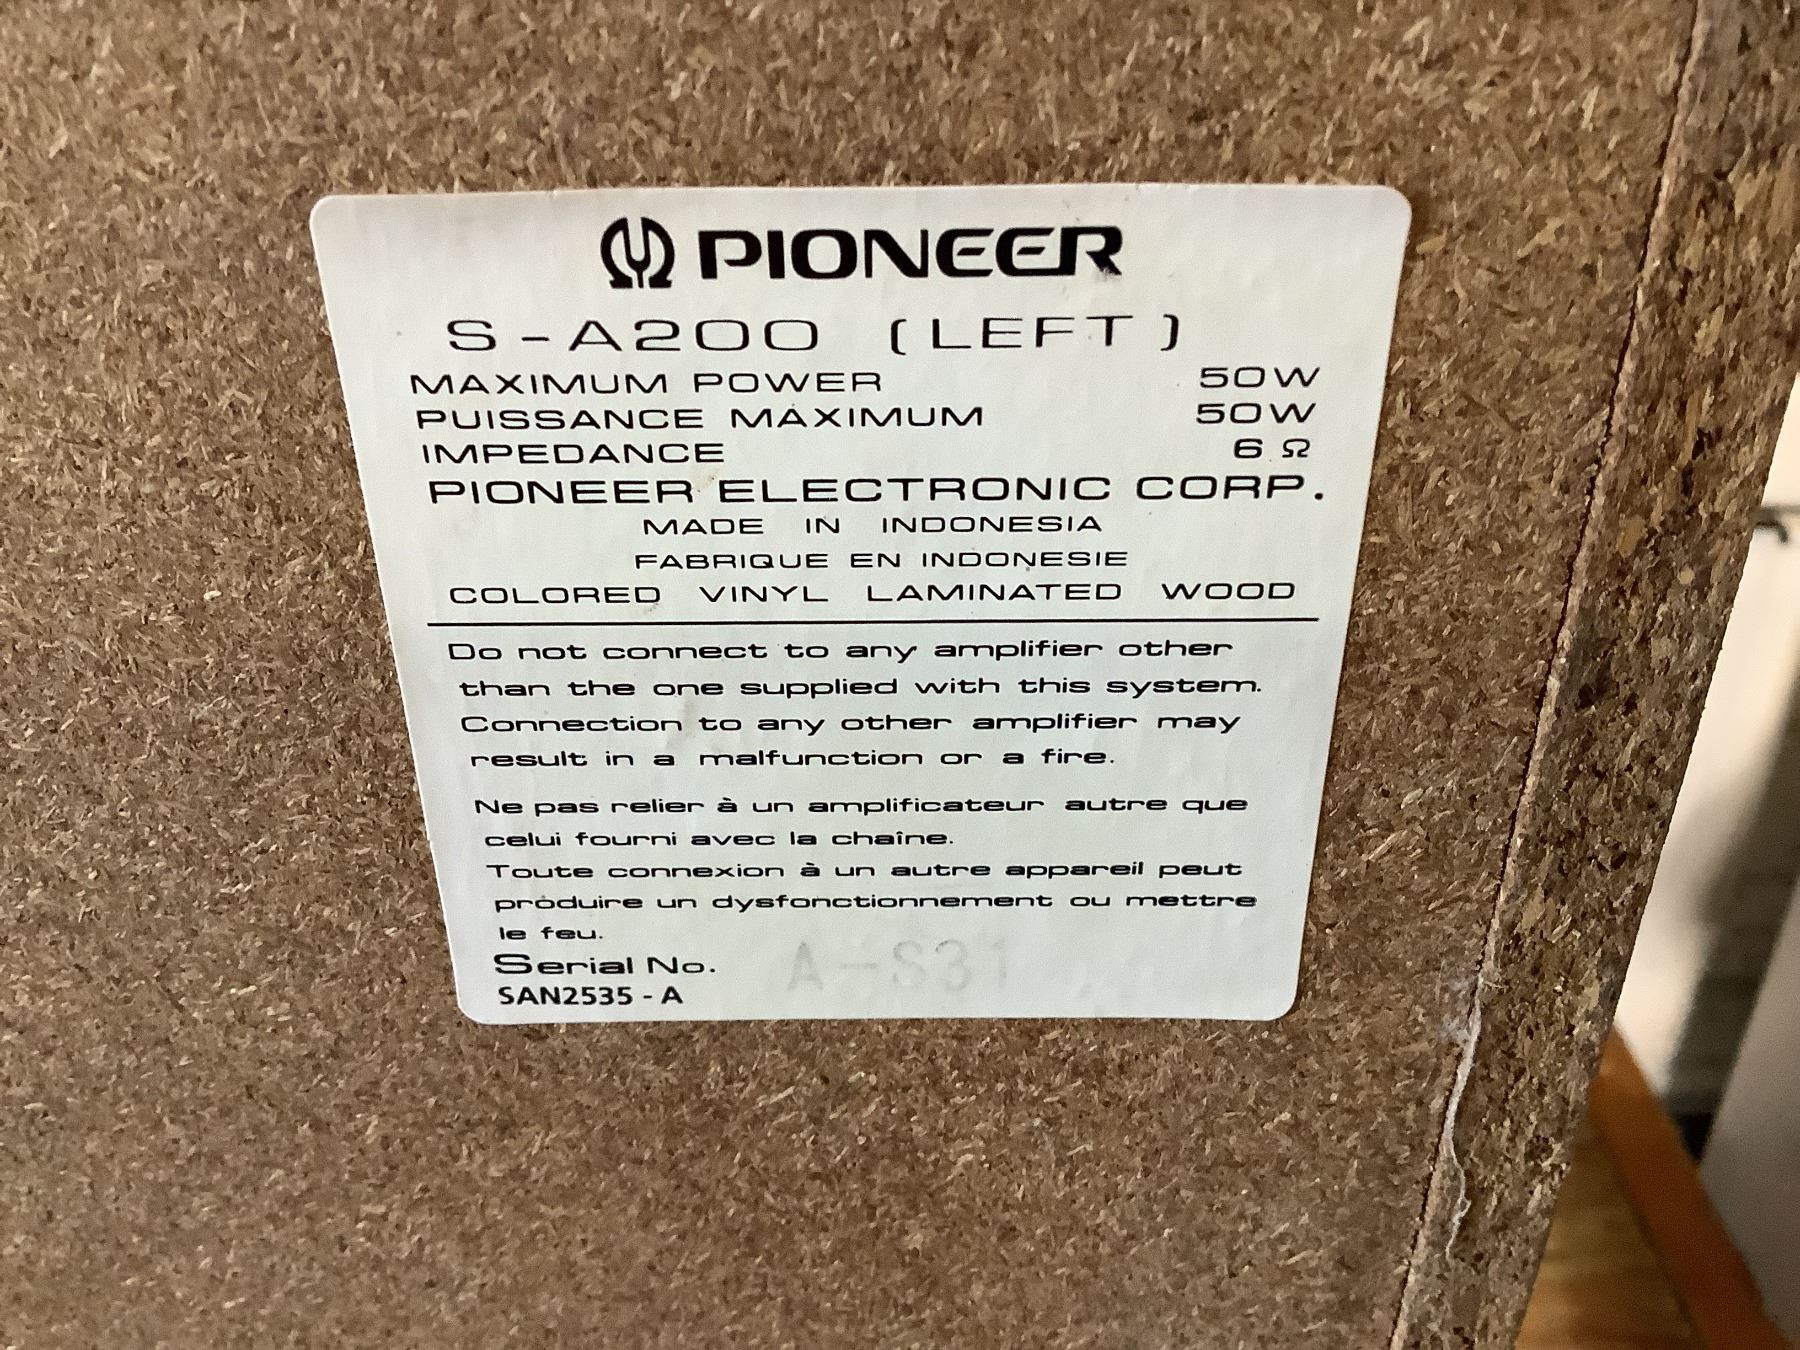 PIONEER
S-A200 (LEFT)
MAXIMUM POWER 50W
PUISSANCE MAXIMUM 50W
IMPEDANCE 6 Ω
PIONEER ELECTRONIC CORP.
MADE IN INDONESIA
FABRIQUE EN INDONESIE
COLORED VINYL LAMINATED WOOD
Do not connect to any amplifier other
than the one supplied with this system.
Connection to any other amplifier may
result in a malfunction or a fire.
Ne pas relier à un amplificateur autre que
celui fourni avec la chaîne.
Toute connexion à un autre appareil peut
produire un dysfonctionnement ou mettre
le feu.
Serial No. A-S31
SAN2535 - A